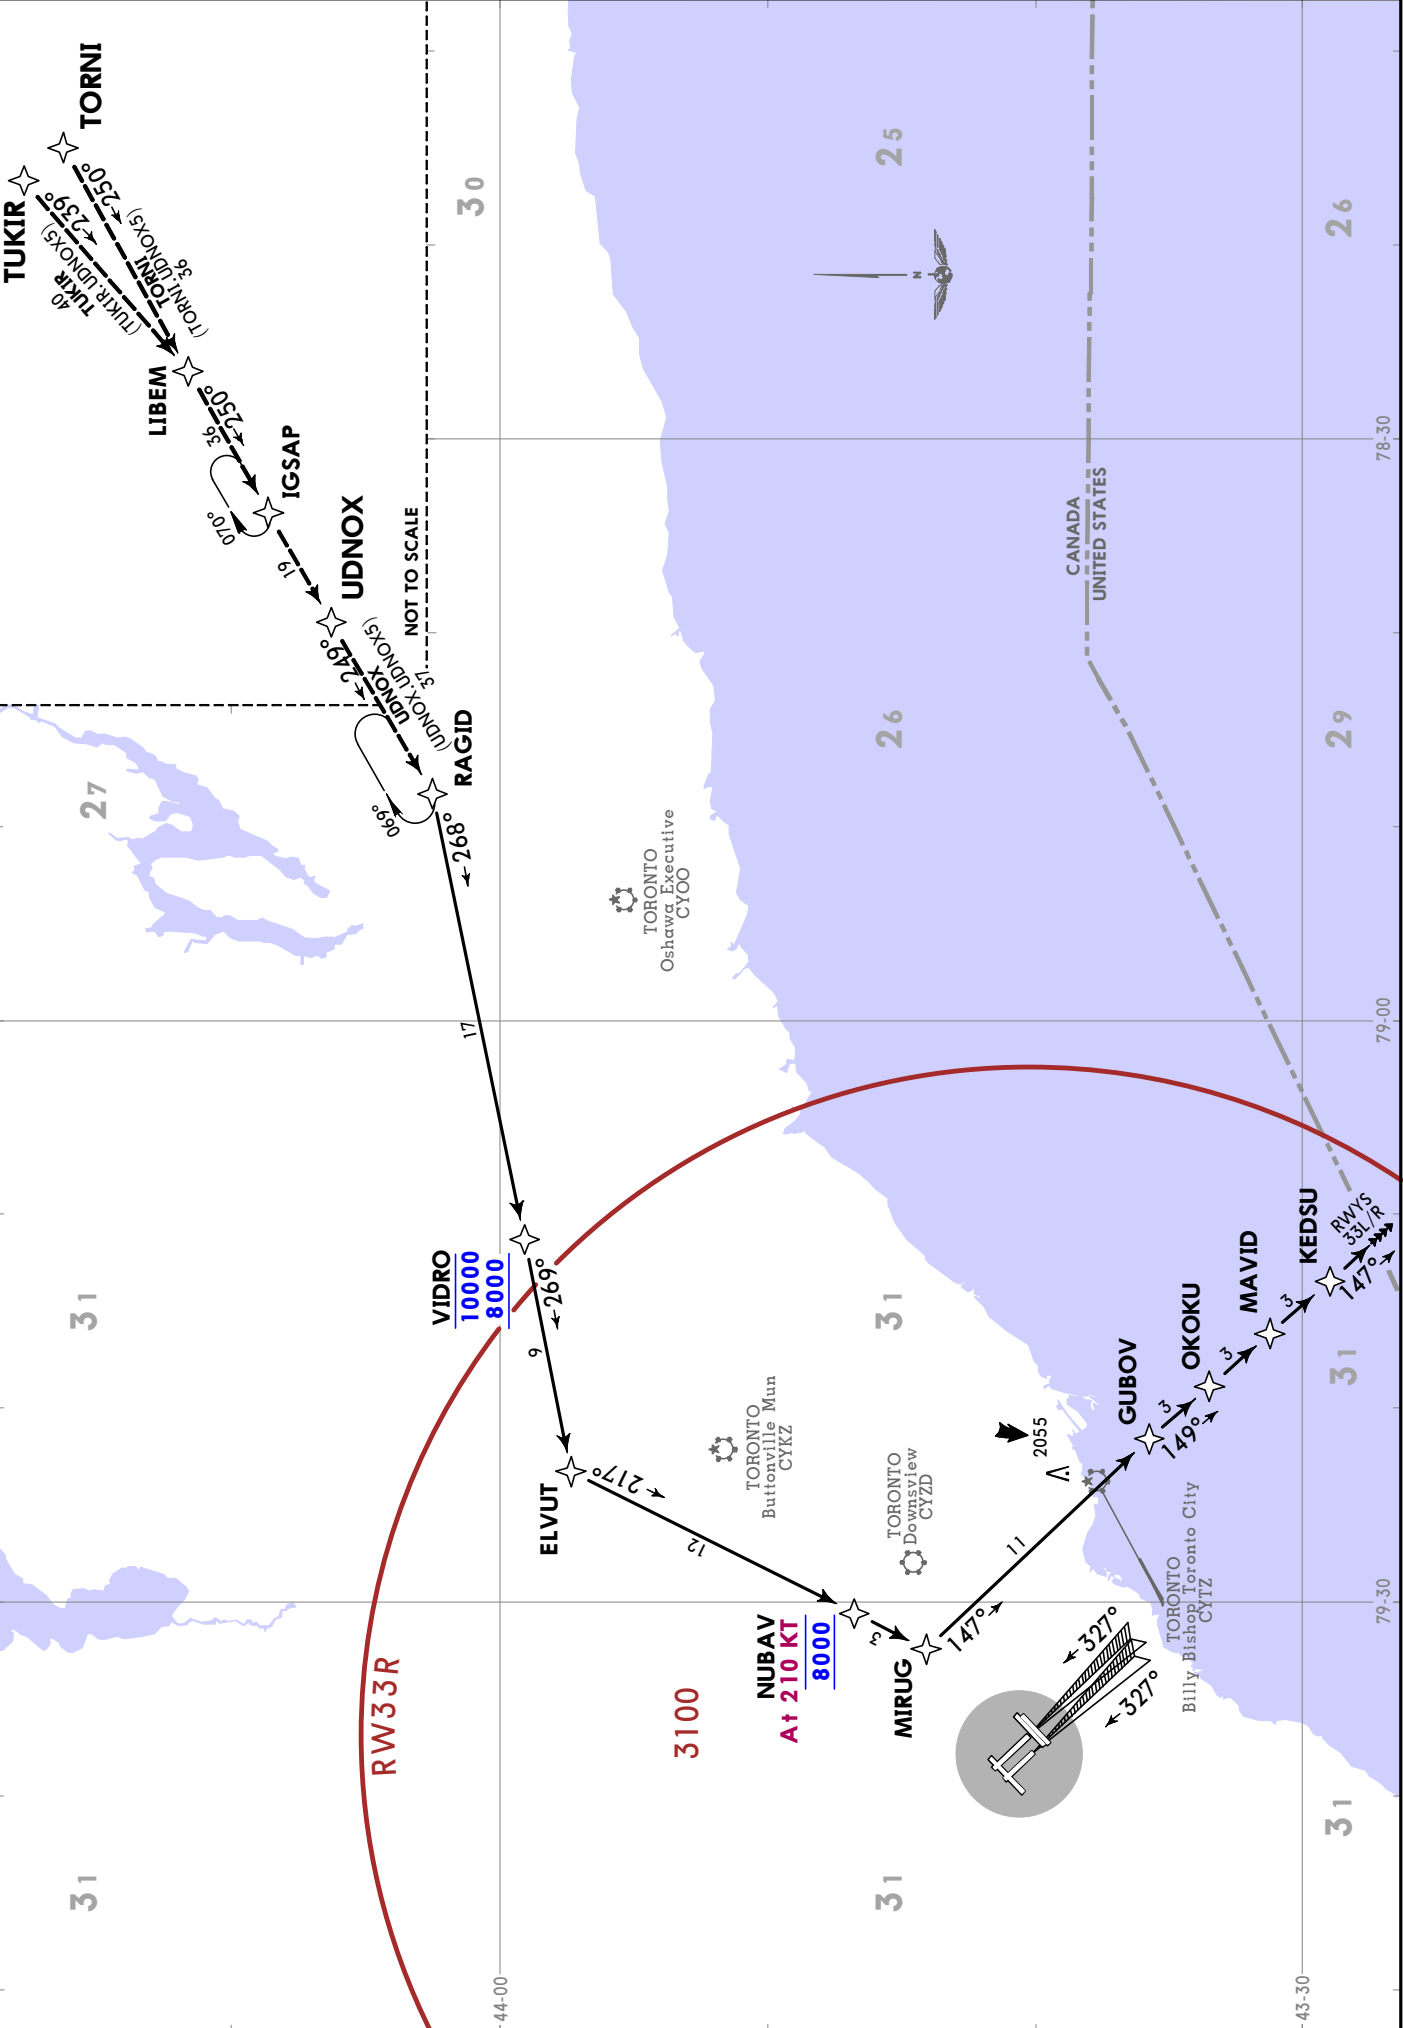 TORNI
TUKIR
250°
239°
TUKIR
(TUKIR.UDNOX5)
40
TORNI
(TORNI.UDNOX5)
36
LIBEM
250°
36
IGSAP
070°
19
UDNOX
249°
UDNOX
(UDNOX.UDNOX5)
37
NOT TO SCALE
RAGID
069°
268°
17
30
25
26
N
78-30
CANADA
UNITED STATES
27
26
29
TORONTO
Oshawa Executive
CYOO
79-00
VIDRO
10000
8000
269°
9
31
31
31
ELVUT
217°
12
TORONTO
Buttonville Mun
CYKZ
TORONTO
Downsview
CYZD
2055
KEDSU
RWYS
33L/R
147°
3
MAVID
3
OKOKU
3
GUBOV
149°
11
NUBAV
At 210 KT
8000
3
MIRUG
147°
TORONTO
Billy Bishop Toronto City
CYTZ
79-30
327°
327°
RW33R
3100
31
31
31
44-00
43-30